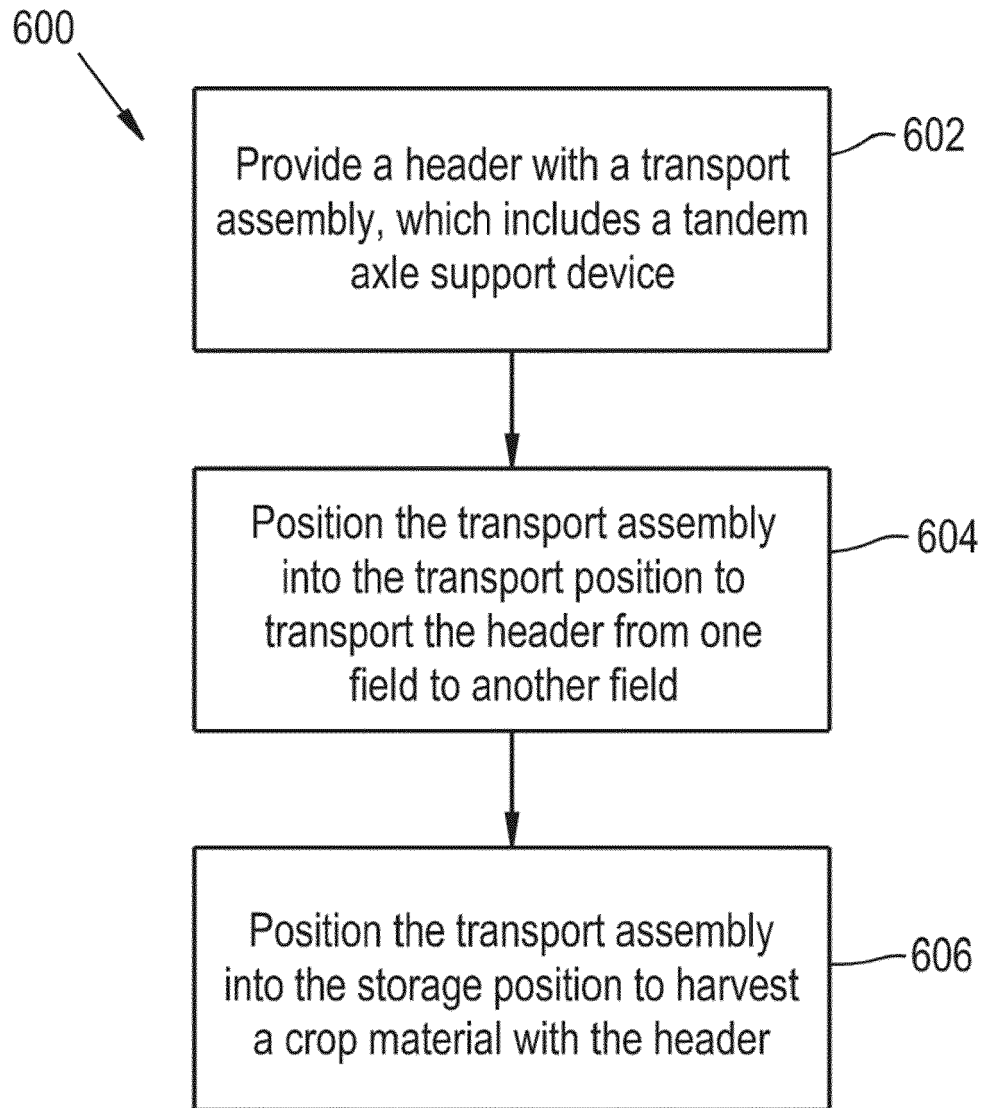 600
Provide a header with a transport
assembly, which includes a tandem
axle support device
602
Position the transport assembly
into the transport position to
transport the header from one
field to another field
604
Position the transport assembly
into the storage position to harvest
a crop material with the header
606